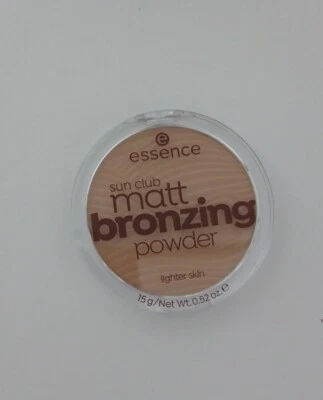 essence
sun club
matt
bronzing
powder
lighter skin
15 g/Net Wt. 0.52 oz ℮